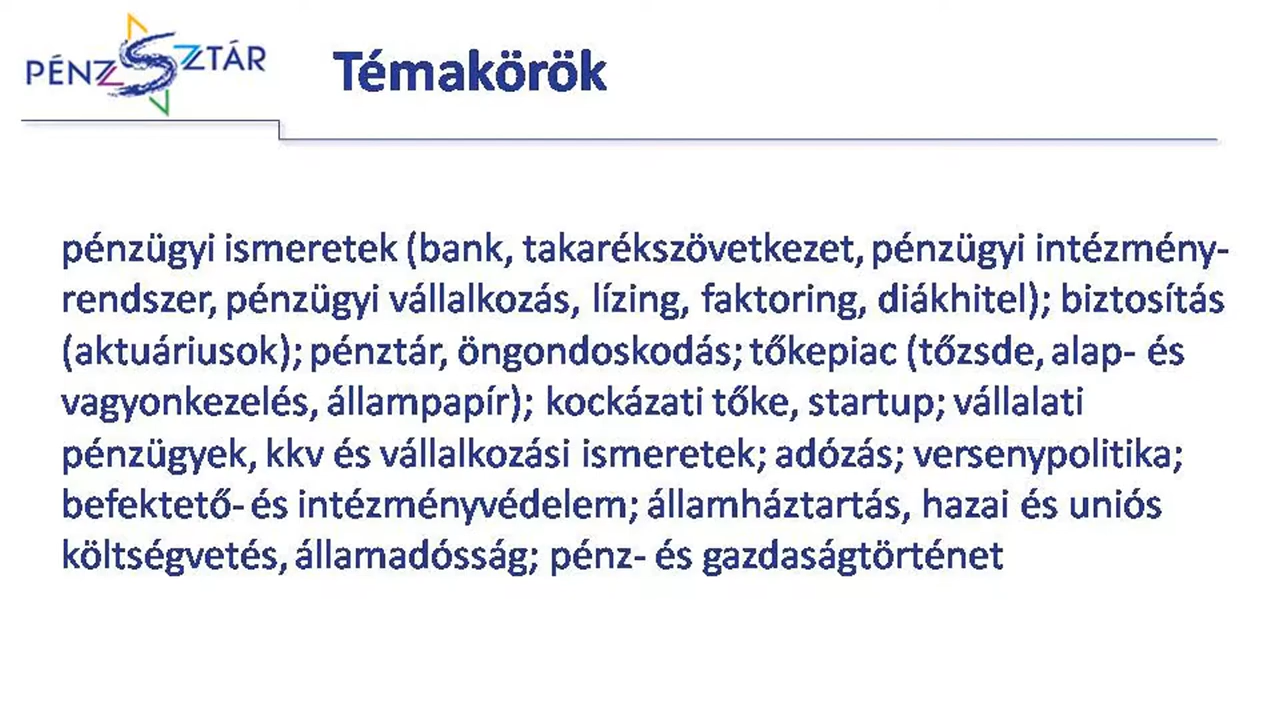 PÉNZSZTÁR
Témakörök
pénzügyi ismeretek (bank, takarékszövetkezet, pénzügyi intézmény-
rendszer, pénzügyi vállalkozás, lízing, faktoring, diákhitel); biztosítás
(aktuáriusok); pénztár, öngondoskodás; tőkepiac (tőzsde, alap- és
vagyonkezelés, állampapír); kockázati tőke, startup; vállalati
pénzügyek, kkv és vállalkozási ismeretek; adózás; versenypolitika;
befektető- és intézményvédelem; államháztartás, hazai és uniós
költségvetés, államadósság; pénz- és gazdaságtörténet